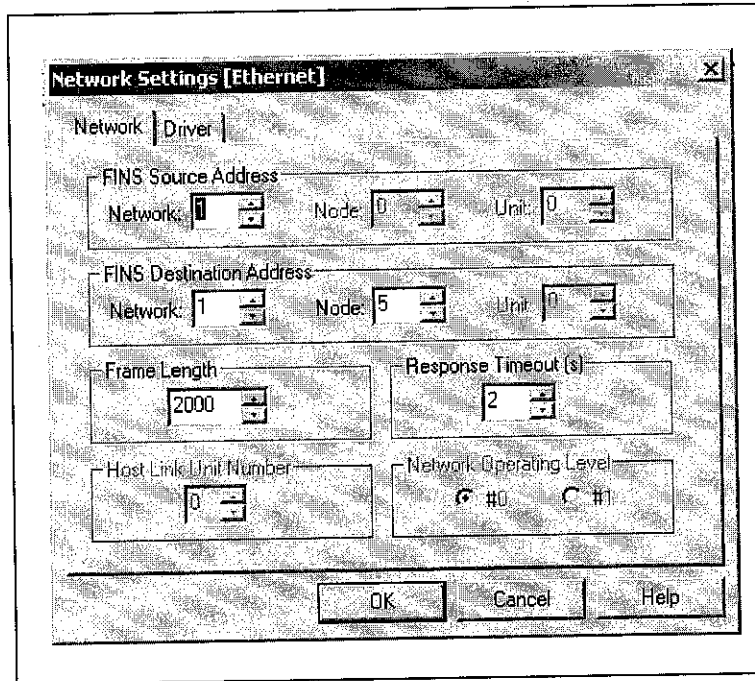 Network Settings [Ethernet]
Network Driver
FINS Source Address
Network: 1 Node: 0 Unit: 0
FINS Destination Address
Network: 1 Node: 5 Unit 0
Frame Length
2000
Response Timeout (s)
2
Host Link Unit Number
0
Network Operating Level
#0 #1
OK Cancel Help